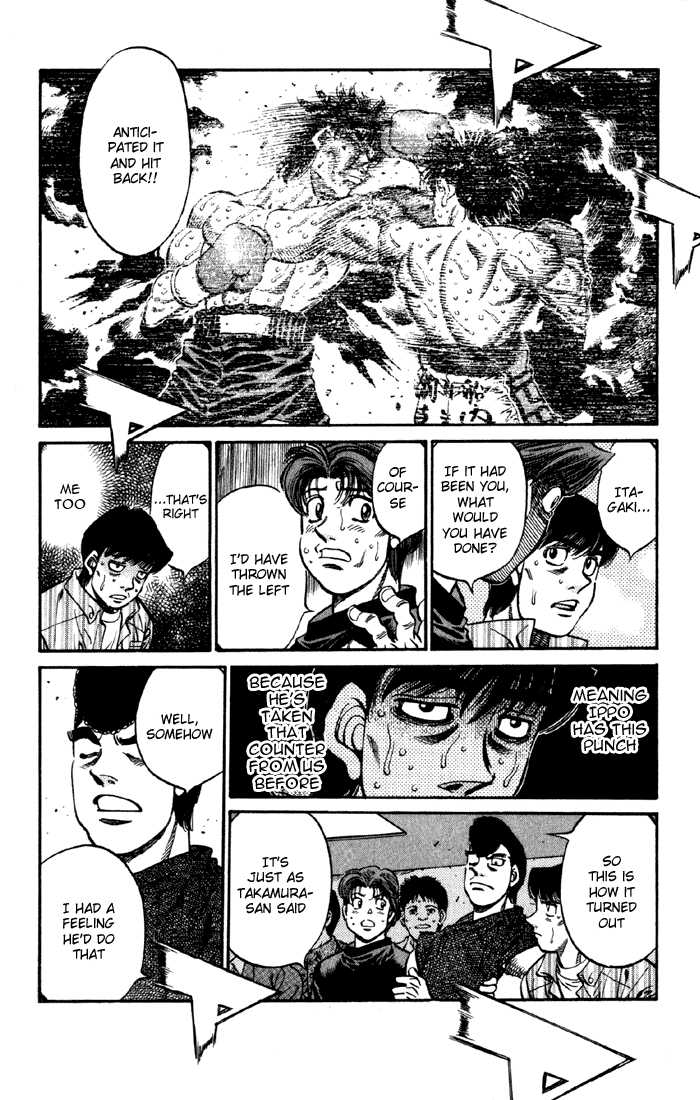 ANTICI-
PATED IT
AND HIT
BACK!!
ITA-
GAKI...
IF IT HAD
BEEN YOU,
WHAT
WOULD
YOU HAVE
DONE?
OF
COUR-
SE
I'D HAVE
THROWN
THE LEFT
...THAT'S
RIGHT
ME
TOO
MEANING
IPPO
HAS THIS
PUNCH
BECAUSE
HE'S
TAKEN
THAT
COUNTER
FROM US
BEFORE
WELL,
SOMEHOW
I HAD A
FEELING
HE'D DO
THAT
SO
THIS IS
HOW IT
TURNED
OUT
IT'S
JUST AS
TAKAMURA-
SAN SAID